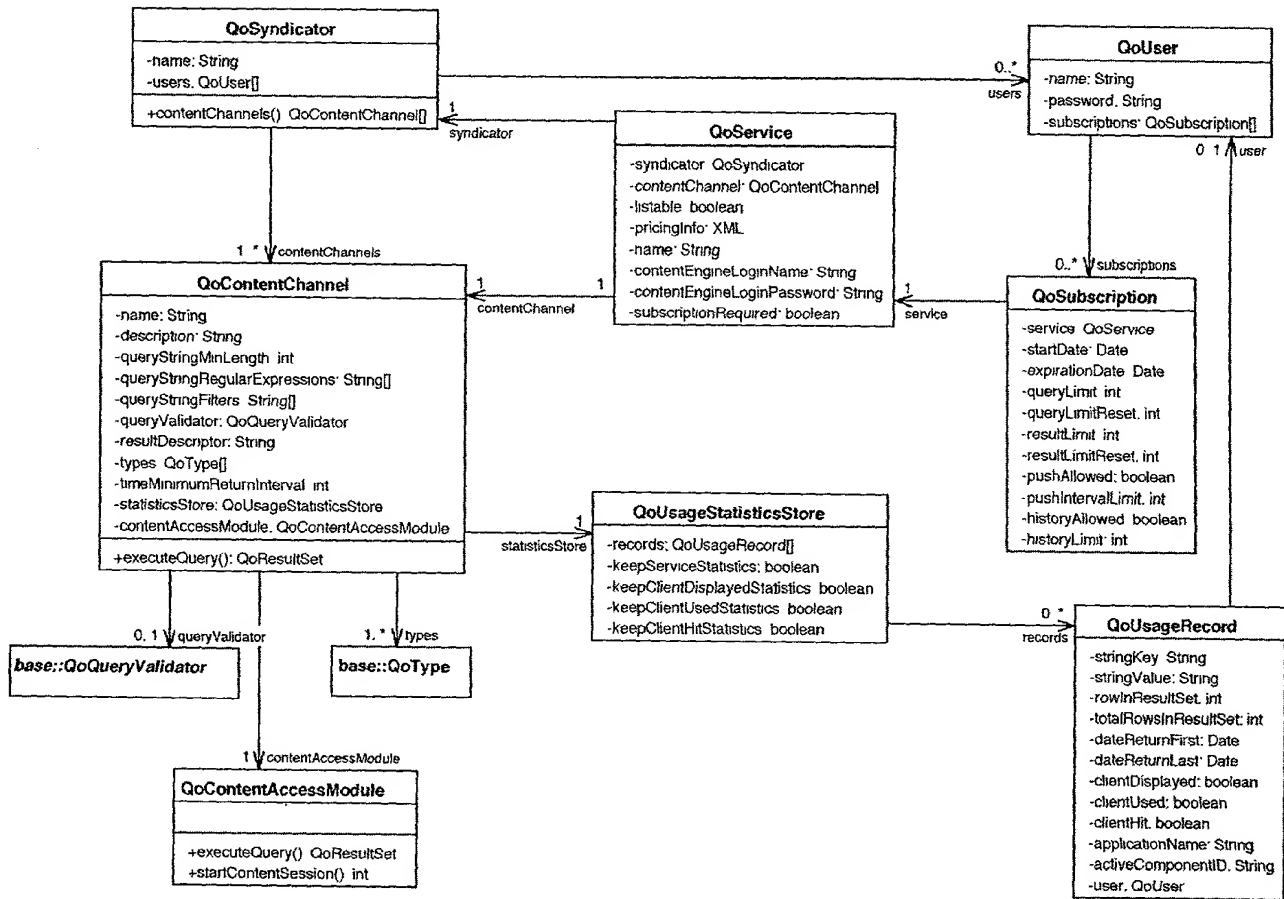 QoSyndicator
-name: String
-users. QoUser[]
+contentChannels() QoContentChannel[]
QoUser
-name: String
-password. String
-subscriptions: QoSubscription[]
0..*
users
1
syndicator
QoService
-syndicator QoSyndicator
-contentChannel: QoContentChannel
-listable boolean
-pricingInfo: XML
-name: String
-contentEngineLoginName: String
-contentEngineLoginPassword: String
-subscriptionRequired: boolean
0 1 user
1 * contentChannels
0..* subscriptions
QoContentChannel
-name: String
-description: String
-queryStringMinLength int
-queryStringRegularExpressions: String[]
-queryStringFilters String[]
-queryValidator: QoQueryValidator
-resultDescriptor: String
-types QoType[]
-timeMinimumReturnInterval int
-statisticsStore: QoUsageStatisticsStore
-contentAccessModule. QoContentAccessModule
+executeQuery(): QoResultSet
1
contentChannel
1
1
service
QoSubscription
-service QoService
-startDate: Date
-expirationDate Date
-queryLimit int
-queryLimitReset. int
-resultLimit int
-resultLimitReset. int
-pushAllowed: boolean
-pushIntervalLimit. int
-historyAllowed boolean
-historyLimit: int
1
statisticsStore
QoUsageStatisticsStore
-records: QoUsageRecord[]
-keepServiceStatistics: boolean
-keepClientDisplayedStatistics boolean
-keepClientUsedStatistics boolean
-keepClientHitStatistics boolean
0 *
records
0. 1 queryValidator
1..* types
base::QoQueryValidator
base::QoType
1 contentAccessModule
QoContentAccessModule
+executeQuery() QoResultSet
+startContentSession() int
QoUsageRecord
-stringKey String
-stringValue: String
-rowInResultSet. int
-totalRowsInResultSet: int
-dateReturnFirst: Date
-dateReturnLast: Date
-clientDisplayed: boolean
-clientUsed: boolean
-clientHit. boolean
-applicationName: String
-activeComponentID. String
-user. QoUser